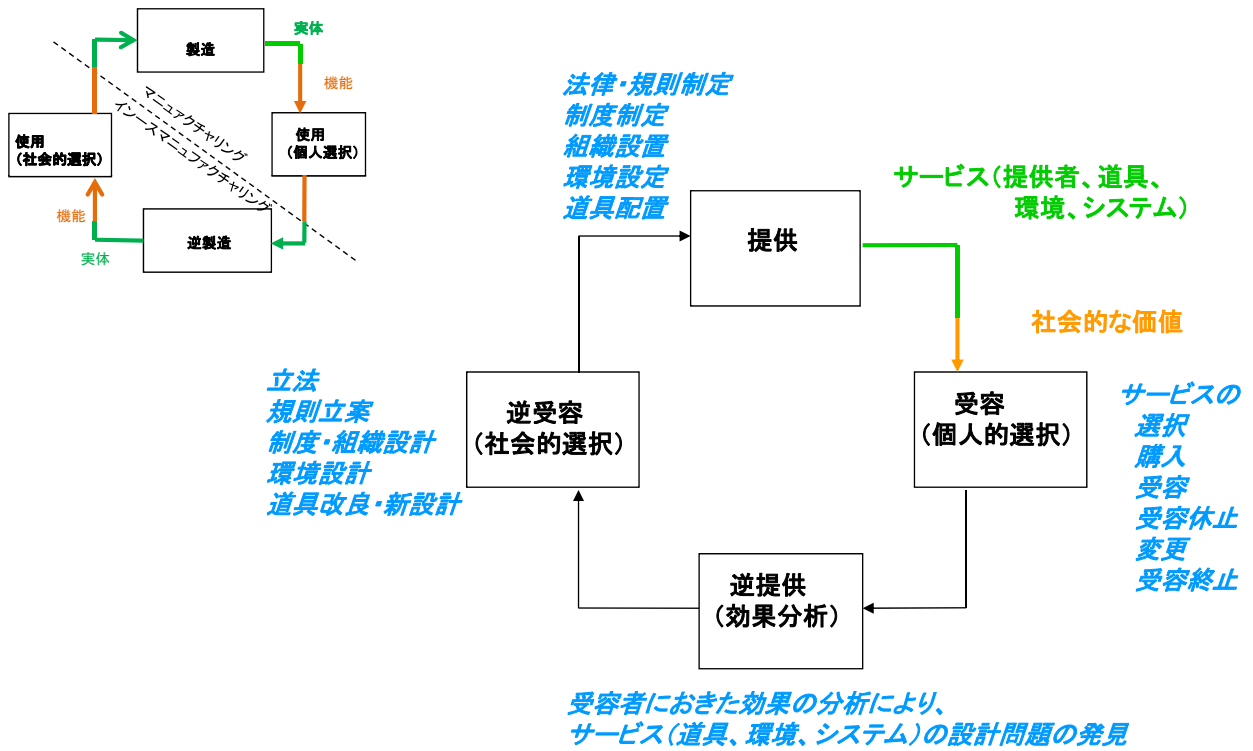 製造
実体
機能
使用
（社会的選択）
マニュアクチャリング
インースマニュファクチャリング
使用
（個人選択）
機能
実体
逆製造
法律・規則制定
制度制定
組織設置
環境設定
道具配置
サービス（提供者、道具、
環境、システム）
提供
社会的な価値
立法
規則立案
制度・組織設計
環境設計
道具改良・新設計
逆受容
（社会的選択）
受容
（個人的選択）
サービスの
選択
購入
受容
受容休止
変更
受容終止
逆提供
（効果分析）
受容者におきた効果の分析により、
サービス（道具、環境、システム）の設計問題の発見